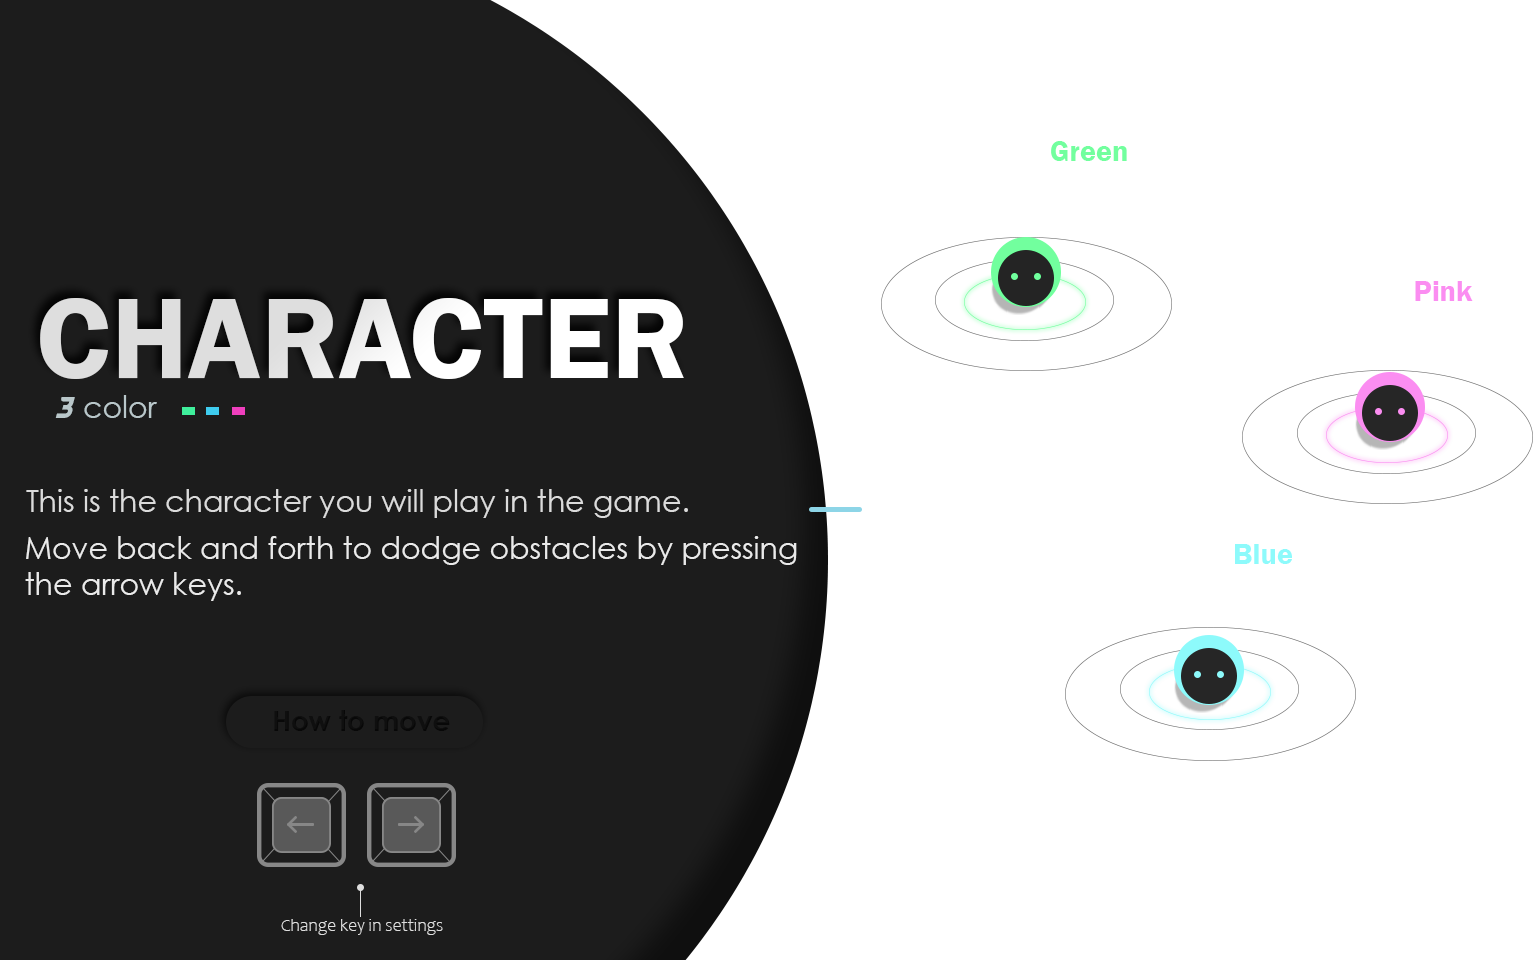 CHARACTER
3 color
This is the character you will play in the game.
Move back and forth to dodge obstacles by pressing
the arrow keys.
How to move
← →
Change key in settings
Green
Pink
Blue